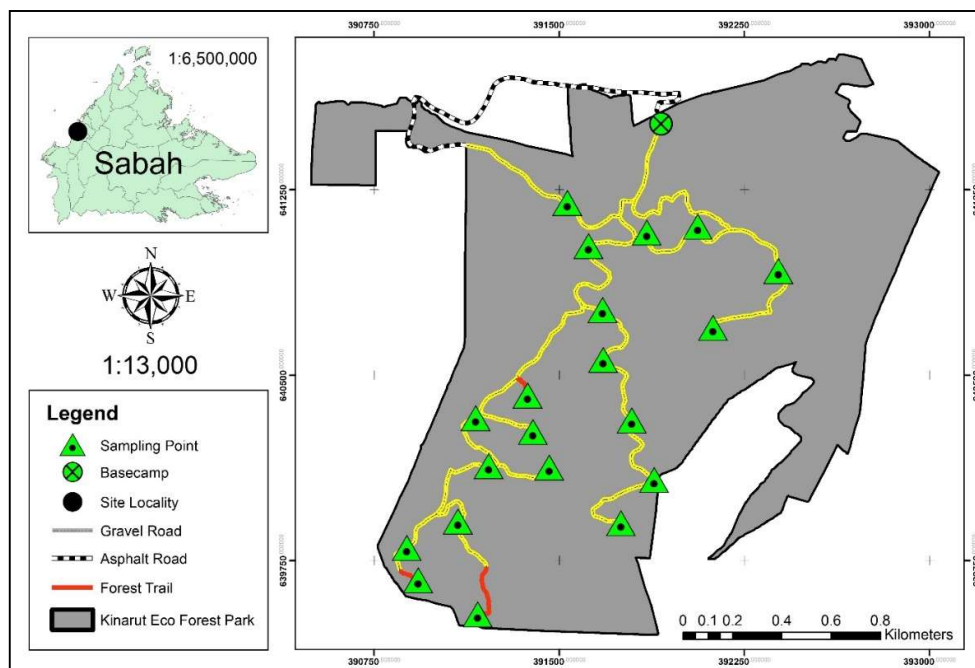 1:6,500,000
Sabah
N
W E
S
1:13,000
Legend
Sampling Point
Basecamp
Site Locality
Gravel Road
Asphalt Road
Forest Trail
Kinarut Eco Forest Park
390750 391500 392250 393000
641250
640500
639750
390750 391500 392250 393000
0 0.1 0.2 0.4 0.6 0.8
Kilometers